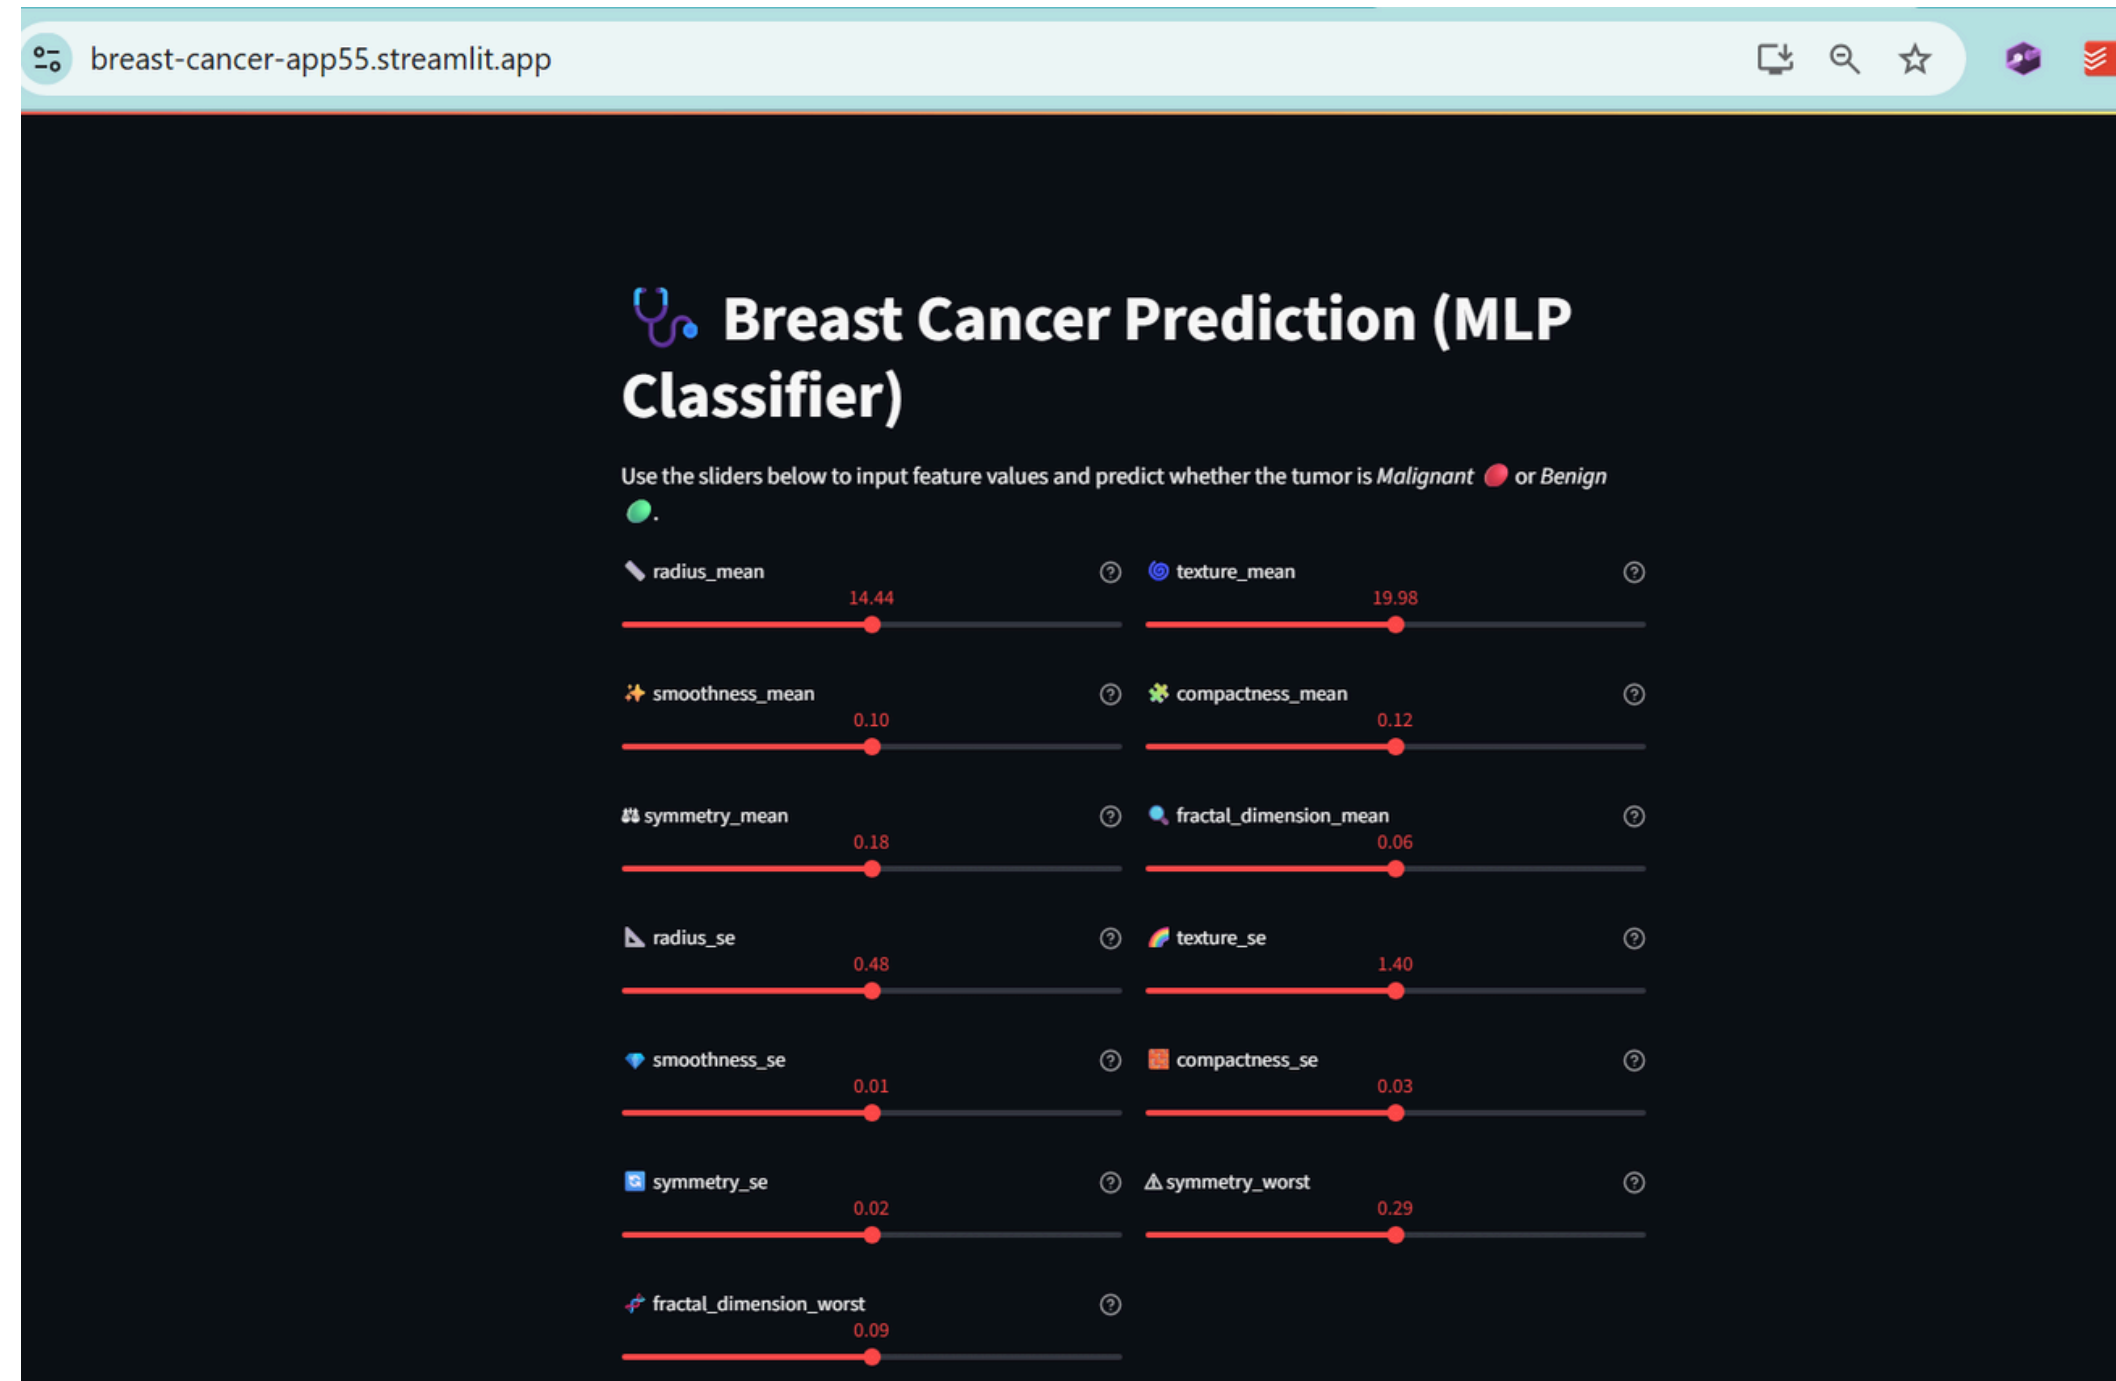 breast-cancer-app55.streamlit.app
Breast Cancer Prediction (MLP
Classifier)
Use the sliders below to input feature values and predict whether the tumor is Malignant 🔴 or Benign
🟢.
radius_mean
14.44
texture_mean
19.98
smoothness_mean
0.10
compactness_mean
0.12
symmetry_mean
0.18
fractal_dimension_mean
0.06
radius_se
0.48
texture_se
1.40
smoothness_se
0.01
compactness_se
0.03
symmetry_se
0.02
symmetry_worst
0.29
fractal_dimension_worst
0.09